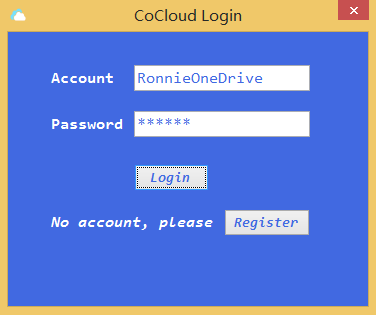 CoCloud Login
Account RonnieOneDrive
Password ******
Login
No account, please Register